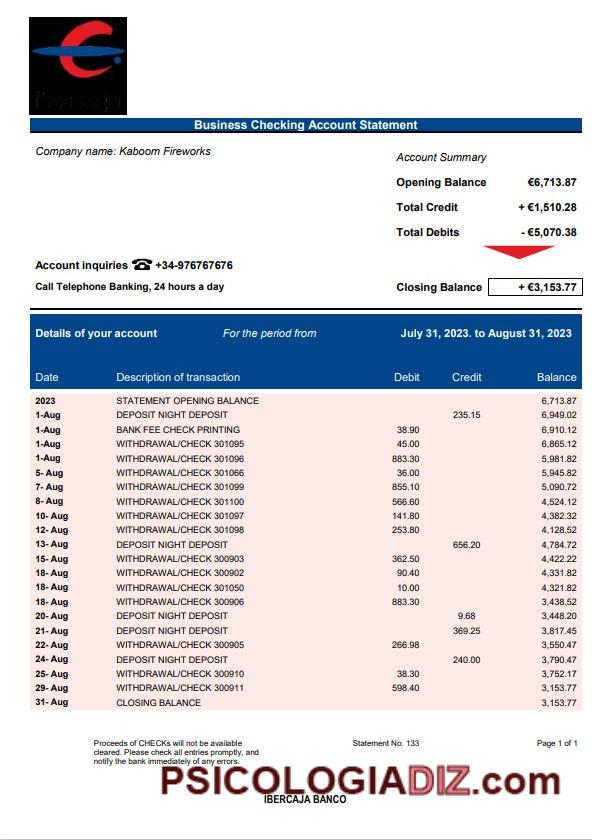 Business Checking Account Statement
Company name: Kaboom Fireworks
Account Summary
Opening Balance €6,713.87
Total Credit + €1,510.28
Total Debits - €5,070.38
Account inquiries ☎ +34-976767676
Call Telephone Banking, 24 hours a day
Closing Balance + €3,153.77
Details of your account For the period from July 31, 2023. to August 31, 2023
Date Description of transaction Debit Credit Balance
2023 STATEMENT OPENING BALANCE 6,713.87
1-Aug DEPOSIT NIGHT DEPOSIT 235.15 6,949.02
1-Aug BANK FEE CHECK PRINTING 38.90 6,910.12
1-Aug WITHDRAWAL/CHECK 301095 45.00 6,865.12
1-Aug WITHDRAWAL/CHECK 301096 883.30 5,981.82
5- Aug WITHDRAWAL/CHECK 301066 36.00 5,945.82
7- Aug WITHDRAWAL/CHECK 301099 855.10 5,090.72
8- Aug WITHDRAWAL/CHECK 301100 566.60 4,524.12
10- Aug WITHDRAWAL/CHECK 301097 141.80 4,382.32
12- Aug WITHDRAWAL/CHECK 301098 253.80 4,128.52
13- Aug DEPOSIT NIGHT DEPOSIT 656.20 4,784.72
15- Aug WITHDRAWAL/CHECK 300903 362.50 4,422.22
18- Aug WITHDRAWAL/CHECK 300902 90.40 4,331.82
18- Aug WITHDRAWAL/CHECK 301050 10.00 4,321.82
18- Aug WITHDRAWAL/CHECK 300906 883.30 3,438.52
20- Aug DEPOSIT NIGHT DEPOSIT 9.68 3,448.20
21- Aug DEPOSIT NIGHT DEPOSIT 369.25 3,817.45
22- Aug WITHDRAWAL/CHECK 300905 266.98 3,550.47
24- Aug DEPOSIT NIGHT DEPOSIT 240.00 3,790.47
25- Aug WITHDRAWAL/CHECK 300910 38.30 3,752.17
29- Aug WITHDRAWAL/CHECK 300911 598.40 3,153.77
31- Aug CLOSING BALANCE 3,153.77
Proceeds of CHECKs will not be available Statement No. 133 Page 1 of 1
cleared. Please check all entries promptly, and
notify the bank immediately of any errors.
PSICOLOGIADIZ.com
IBERCAJA BANCO